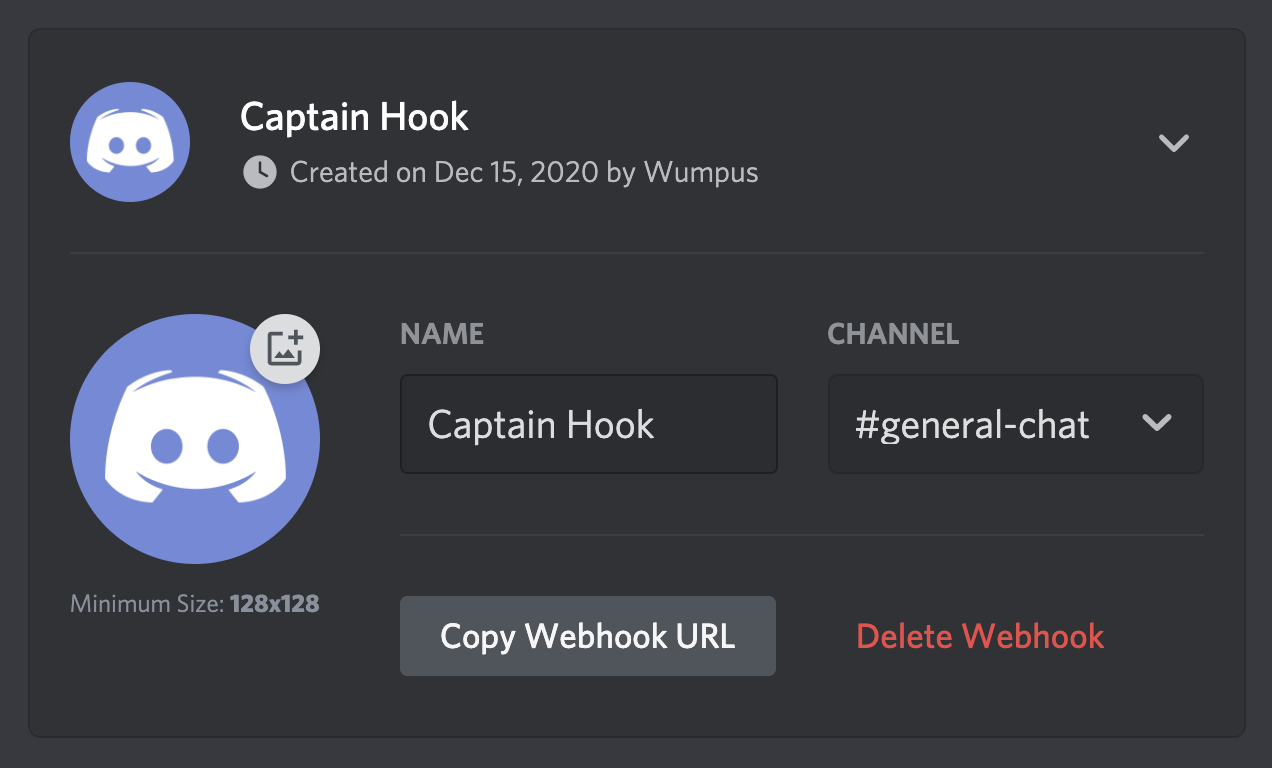 Captain Hook
Created on Dec 15, 2020 by Wumpus
NAME
CHANNEL
Captain Hook
#general-chat
Minimum Size: 128x128
Copy Webhook URL
Delete Webhook